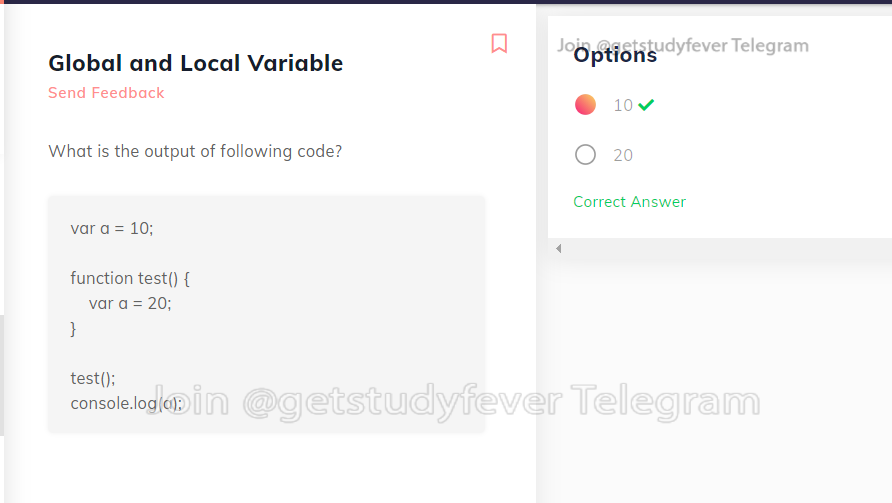 Global and Local Variable
Send Feedback
What is the output of following code?
var a = 10;
function test() {
var a = 20;
}
test();
console.log(a);
Join @getstudyfever Telegram
Join @getstudyfever Telegram
Options
10
20
Correct Answer